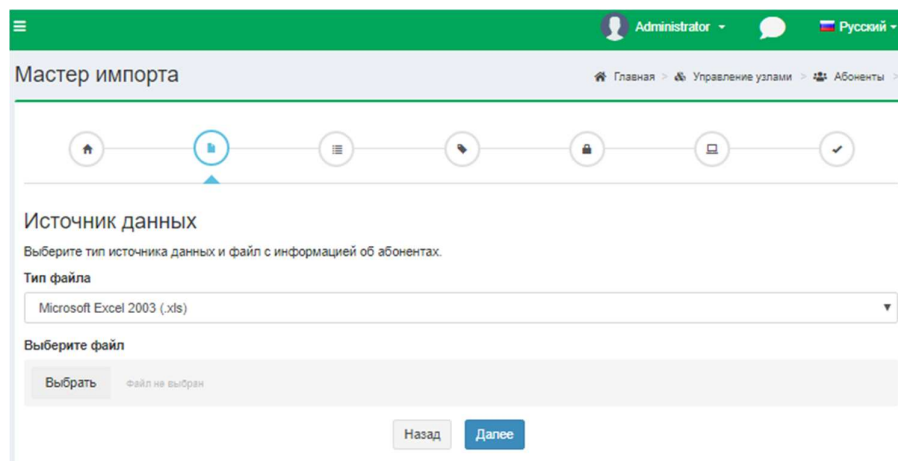 Administrator
Русский
Мастер импорта
Главная > Управление узлами > Абоненты >
Источник данных
Выберите тип источника данных и файл с информацией об абонентах.
Тип файла
Microsoft Excel 2003 (.xls)
Выберите файл
Выбрать Файл не выбран
Назад Далее